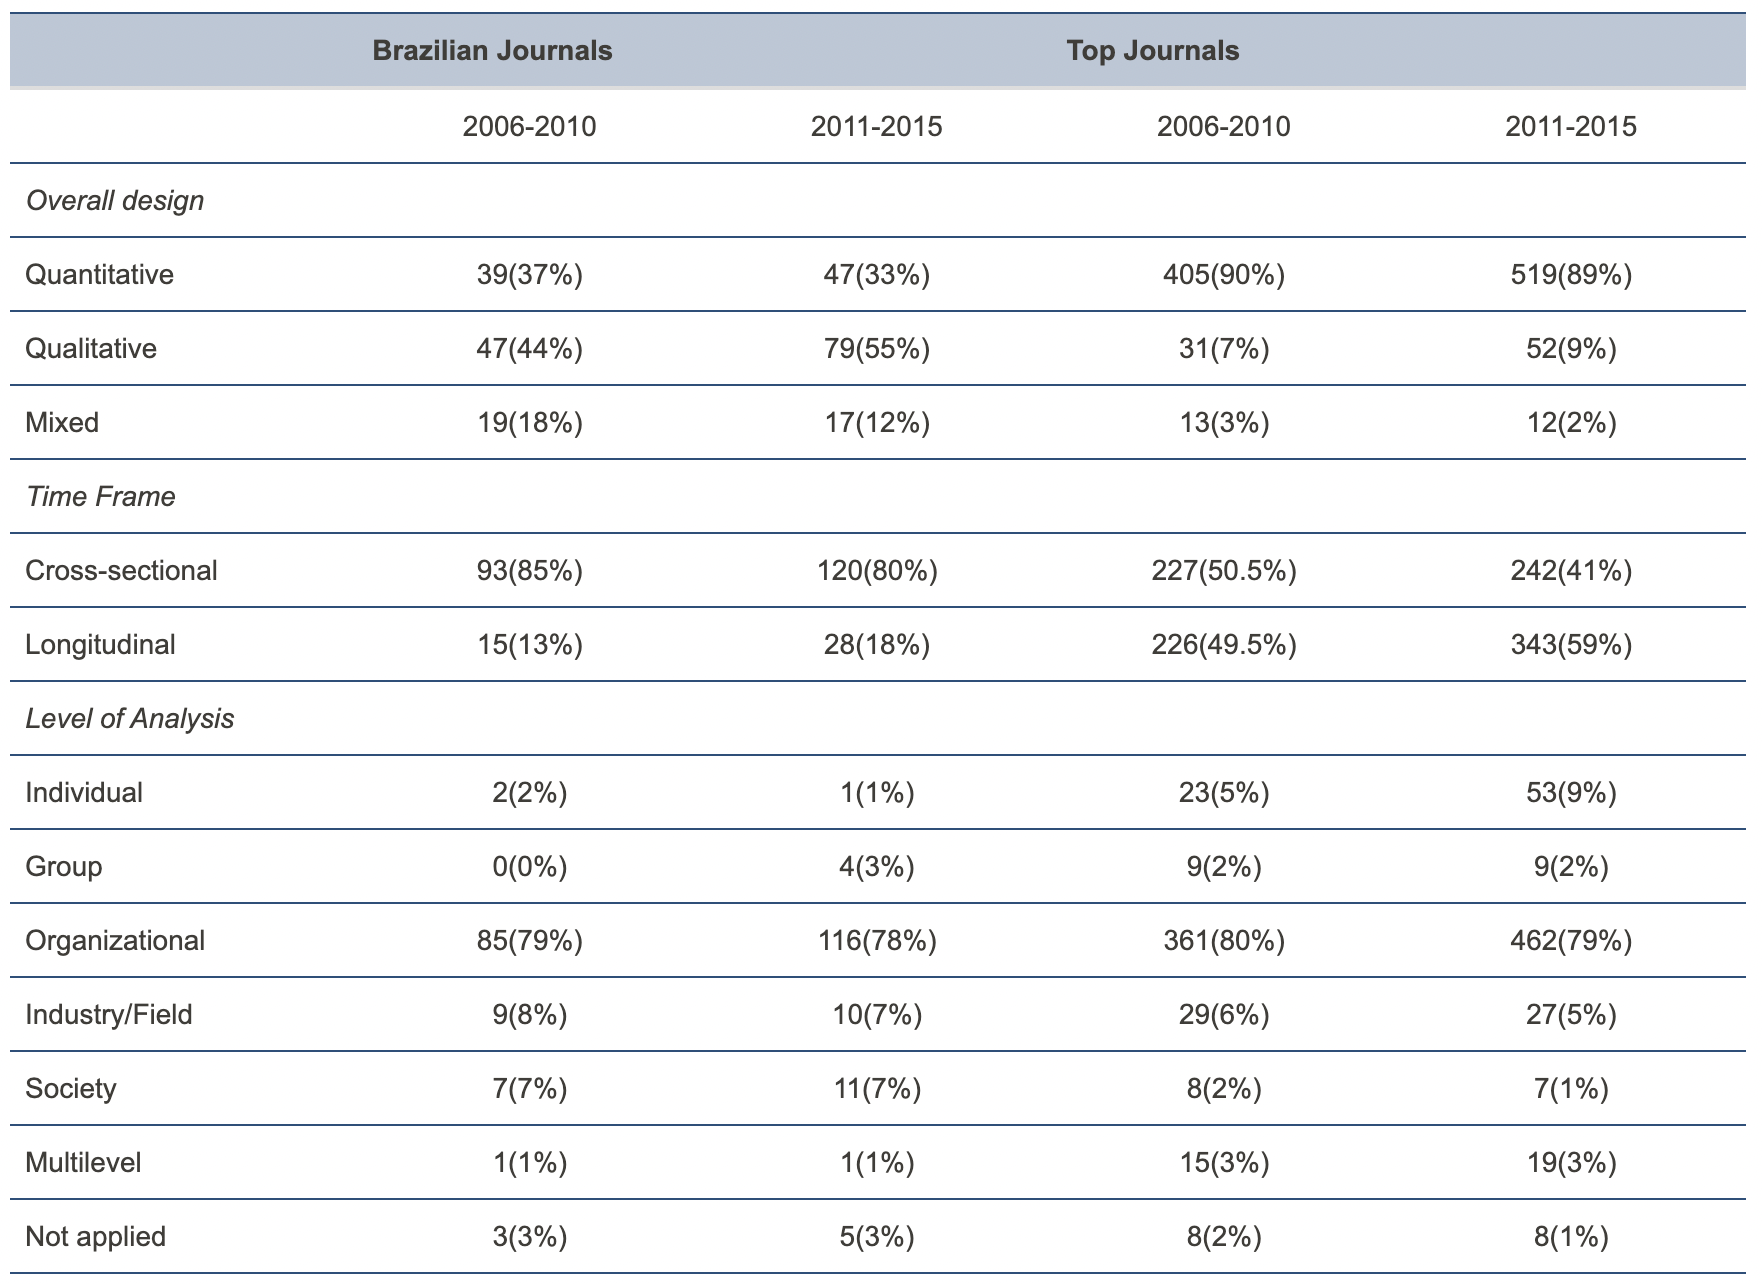 Brazilian Journals Top Journals
2006-2010 2011-2015 2006-2010 2011-2015
Overall design
Quantitative 39(37%) 47(33%) 405(90%) 519(89%)
Qualitative 47(44%) 79(55%) 31(7%) 52(9%)
Mixed 19(18%) 17(12%) 13(3%) 12(2%)
Time Frame
Cross-sectional 93(85%) 120(80%) 227(50.5%) 242(41%)
Longitudinal 15(13%) 28(18%) 226(49.5%) 343(59%)
Level of Analysis
Individual 2(2%) 1(1%) 23(5%) 53(9%)
Group 0(0%) 4(3%) 9(2%) 9(2%)
Organizational 85(79%) 116(78%) 361(80%) 462(79%)
Industry/Field 9(8%) 10(7%) 29(6%) 27(5%)
Society 7(7%) 11(7%) 8(2%) 7(1%)
Multilevel 1(1%) 1(1%) 15(3%) 19(3%)
Not applied 3(3%) 5(3%) 8(2%) 8(1%)